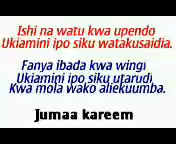 Ishi na watu kwa upendo
Ukiamini ipo siku watakusaidia.
Fanya ibada kwa wingi
Ukiamini ipo siku utarudi
Kwa mola wako aliekuumba.
Jumaa kareem